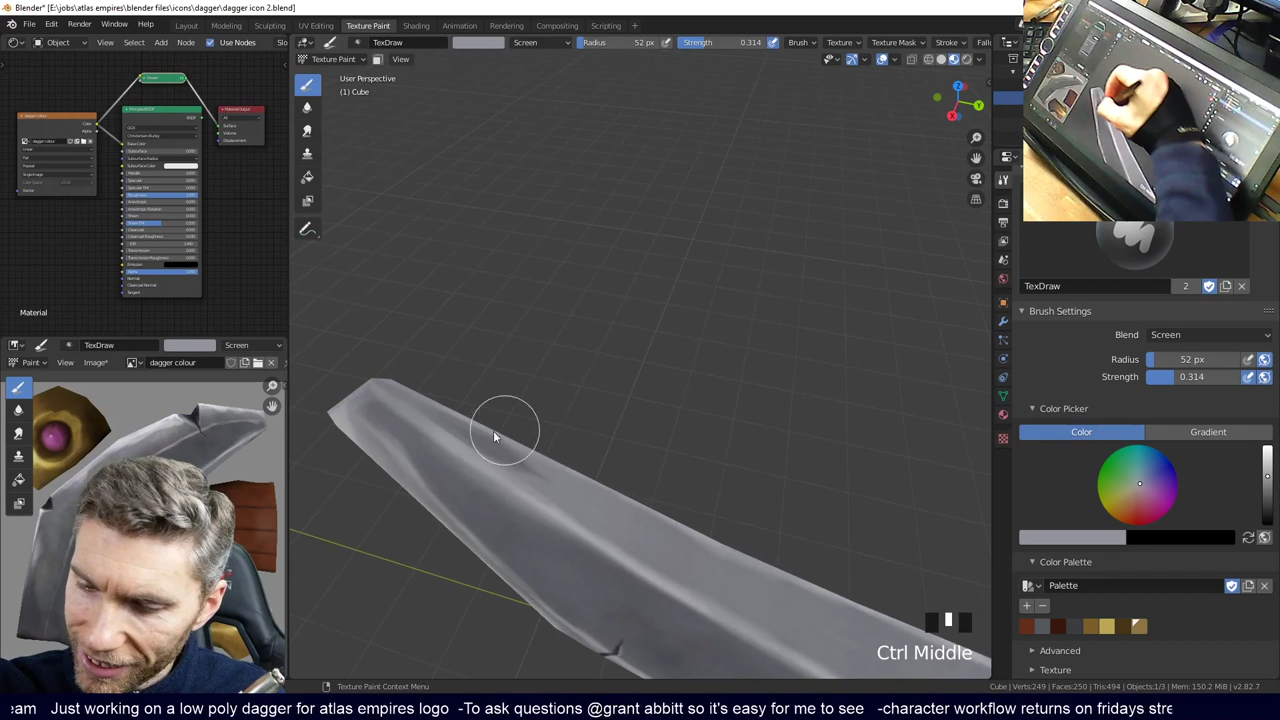 Blender* [E:\jobs\atlas empires\blender files\icons\dagger\dagger icon 2.blend]
File Edit Render Window Help Layout Modeling Sculpting UV Editing Texture Paint Shading Animation Rendering Compositing Scripting +
Object View Select Add Node Use Nodes Slo
TexDraw Screen Radius 52 px Strength 0.314 Brush Texture Texture Mask Stroke Fall
Texture Paint View
User Perspective
(1) Cube
Z
Y
X
Material
TexDraw 2
Brush Settings
Blend Screen
Radius 52 px
Strength 0.314
Color Picker
Color Gradient
Color Palette
Palette
Advanced
Texture
TexDraw Screen
Paint View Image* dagger colour
Ctrl Middle
Texture Paint Context Menu
Cube | Verts:249 | Faces:250 | Tris:494 | Objects:1/3 | Mem: 150.2 MiB | v2.82.7
eam Just working on a low poly dagger for atlas empires logo -To ask questions @grant abbitt so it's easy for me to see -character workflow returns on fridays stre